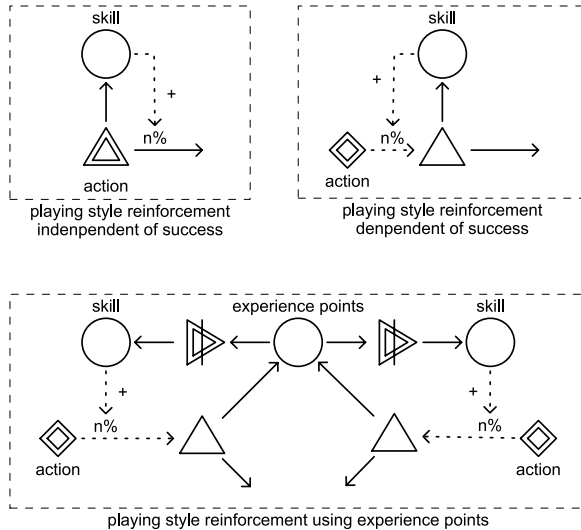 skill
+
n%
action
playing style reinforcement
indenpendent of success
skill
+
n%
action
playing style reinforcement
denpendent of success
skill
experience points
skill
+
n%
action
+
n%
action
playing style reinforcement using experience points